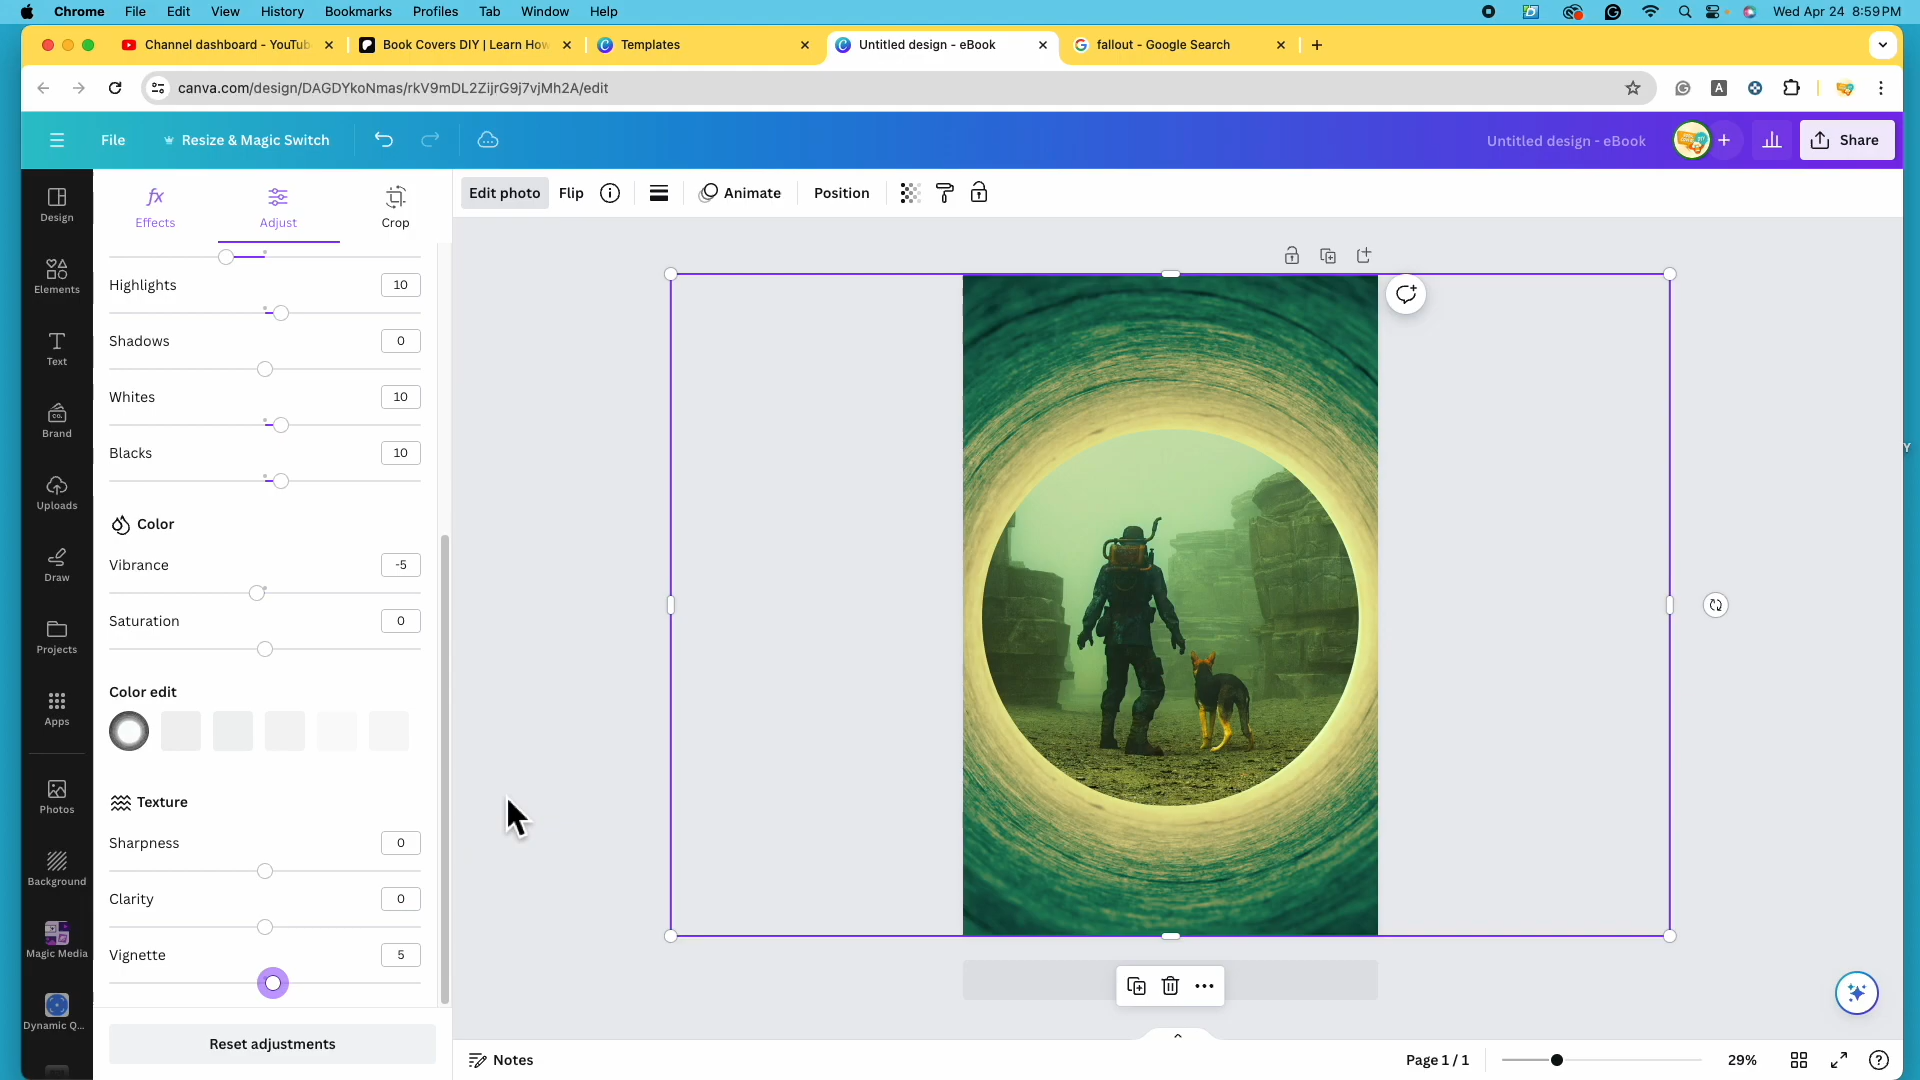 Chrome File Edit View History Bookmarks Profiles Tab Window Help Wed Apr 24 8:59 PM
Channel dashboard - YouTub Book Covers DIY | Learn How Templates Untitled design - eBook fallout - Google Search
canva.com/design/DAGDYkoNmas/rkV9mDL2ZijrG9j7vjMh2A/edit
File Resize & Magic Switch Untitled design - eBook Share
Effects Adjust Crop
Edit photo Flip Animate Position
Design
Elements
Text
Brand
Uploads
Draw
Projects
Apps
Photos
Background
Magic Media
Dynamic Q...
Highlights 10
Shadows 0
Whites 10
Blacks 10
Color
Vibrance -5
Saturation 0
Color edit
Texture
Sharpness 0
Clarity 0
Vignette 5
Reset adjustments
Notes
Page 1 / 1 29%